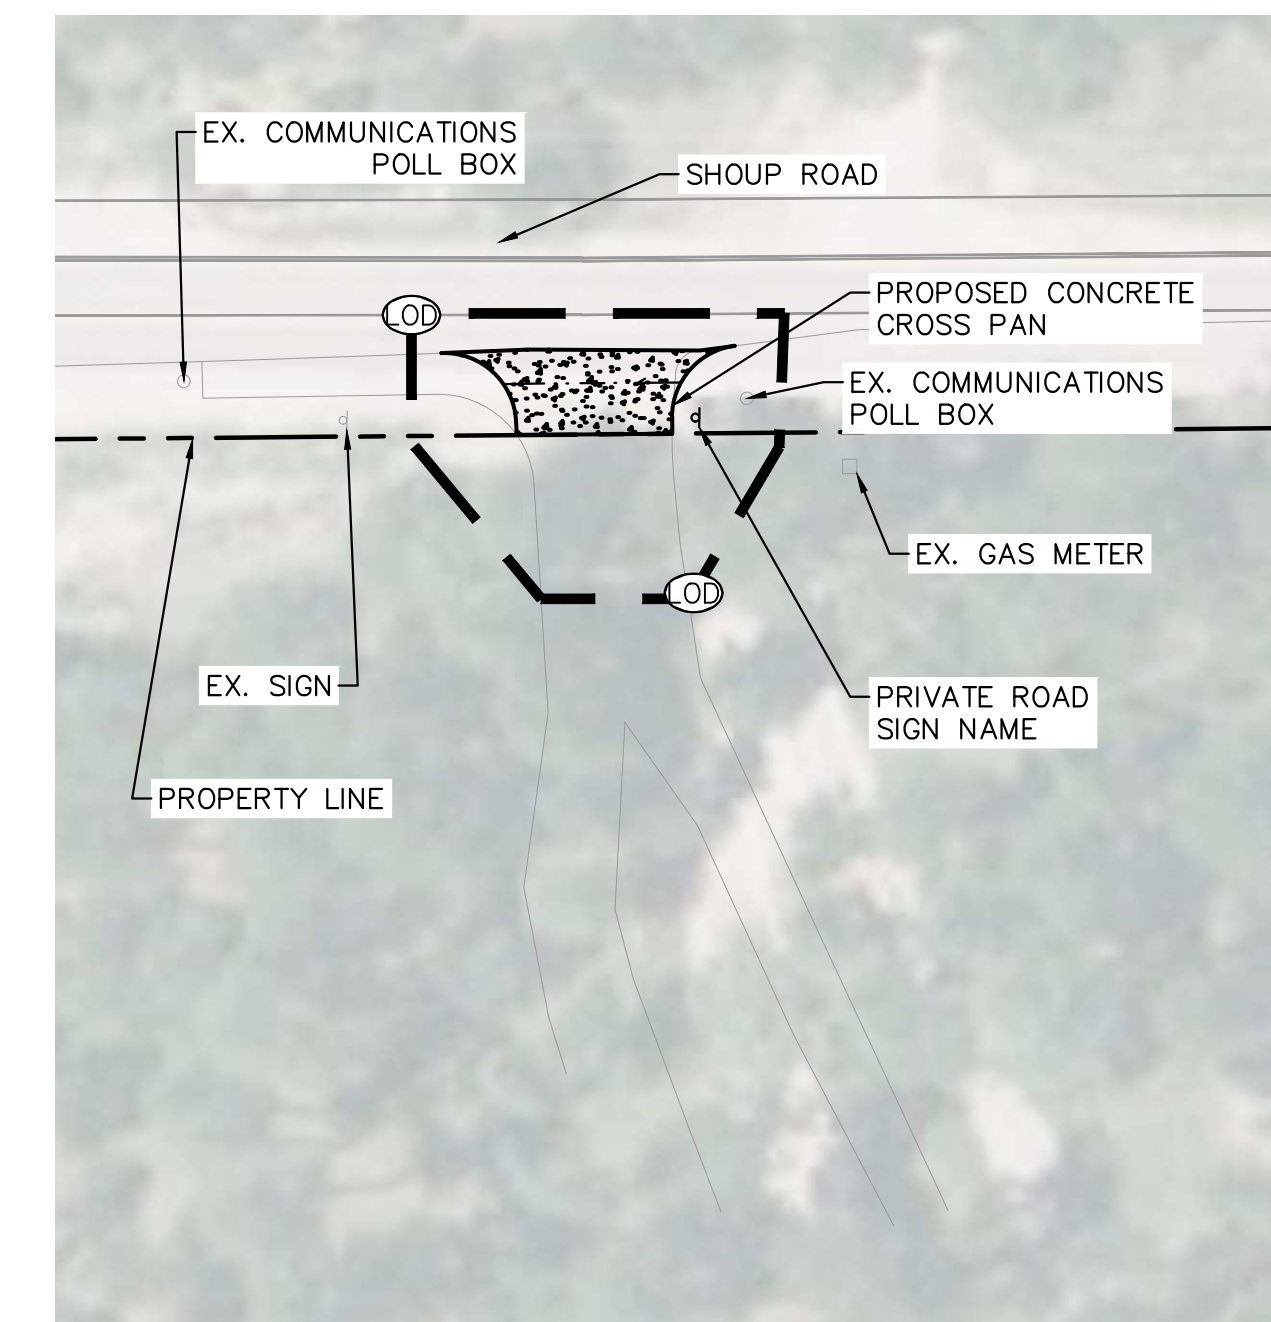 EX. COMMUNICATIONS
POLL BOX
SHOUP ROAD
PROPOSED CONCRETE
CROSS PAN
LOD
EX. COMMUNICATIONS
POLL BOX
EX. GAS METER
LOD
EX. SIGN
PRIVATE ROAD
SIGN NAME
PROPERTY LINE